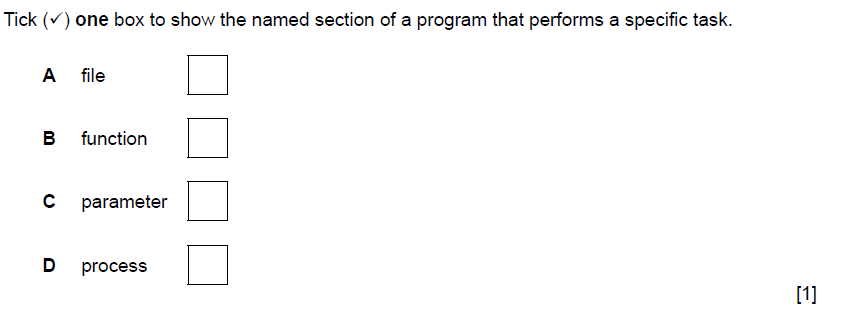 Tick (✓) one box to show the named section of a program that performs a specific task.
A file
B function
C parameter
D process
[1]